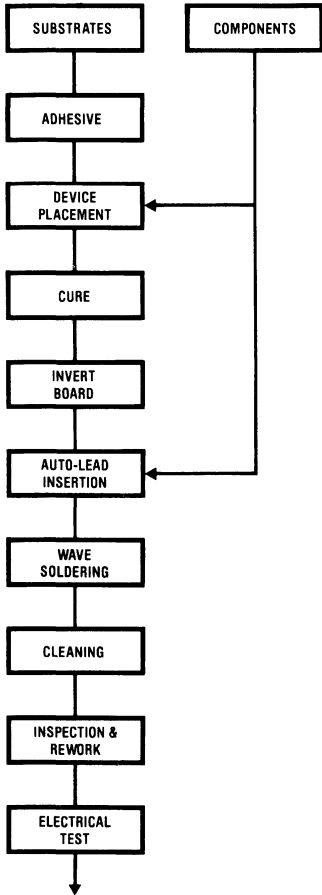 SUBSTRATES
COMPONENTS
ADHESIVE
DEVICE
PLACEMENT
CURE
INVERT
BOARD
AUTO-LEAD
INSERTION
WAVE
SOLDERING
CLEANING
INSPECTION &
REWORK
ELECTRICAL
TEST